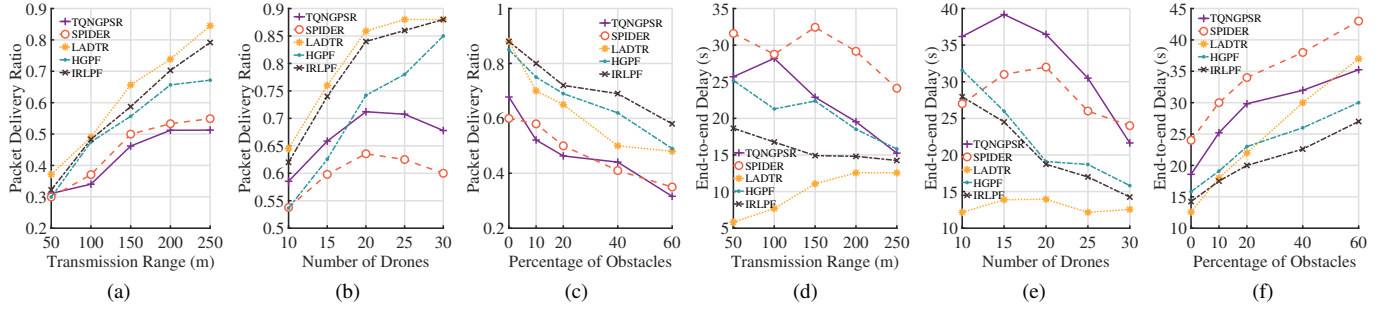 Packet Delivery Ratio
0.9
0.8
0.7
0.6
0.5
0.4
0.3
0.2
TQNGPSR
SPIDER
LADTR
HGPF
IRLPF
50 100 150 200 250
Transmission Range (m)
(a)
Packet Delivery Ratio
0.9
0.85
0.8
0.75
0.7
0.65
0.6
0.55
0.5
TQNGPSR
SPIDER
LADTR
HGPF
IRLPF
10 15 20 25 30
Number of Drones
(b)
Packet Delivery Ratio
1
0.8
0.6
0.4
0.2
TQNGPSR
SPIDER
LADTR
HGPF
IRLPF
0 10 20 40 60
Percentage of Obstacles
(c)
End-to-end Delay (s)
35
30
25
20
15
10
5
TQNGPSR
SPIDER
LADTR
HGPF
IRLPF
50 100 150 200 250
Transmission Range (m)
(d)
End-to-end Dalay (s)
40
35
30
25
20
15
10
TQNGPSR
SPIDER
LADTR
HGPF
IRLPF
10 15 20 25 30
Number of Drones
(e)
End-to-end Delay (s)
45
40
35
30
25
20
15
10
TQNGPSR
SPIDER
LADTR
HGPF
IRLPF
0 10 20 40 60
Percentage of Obstacles
(f)